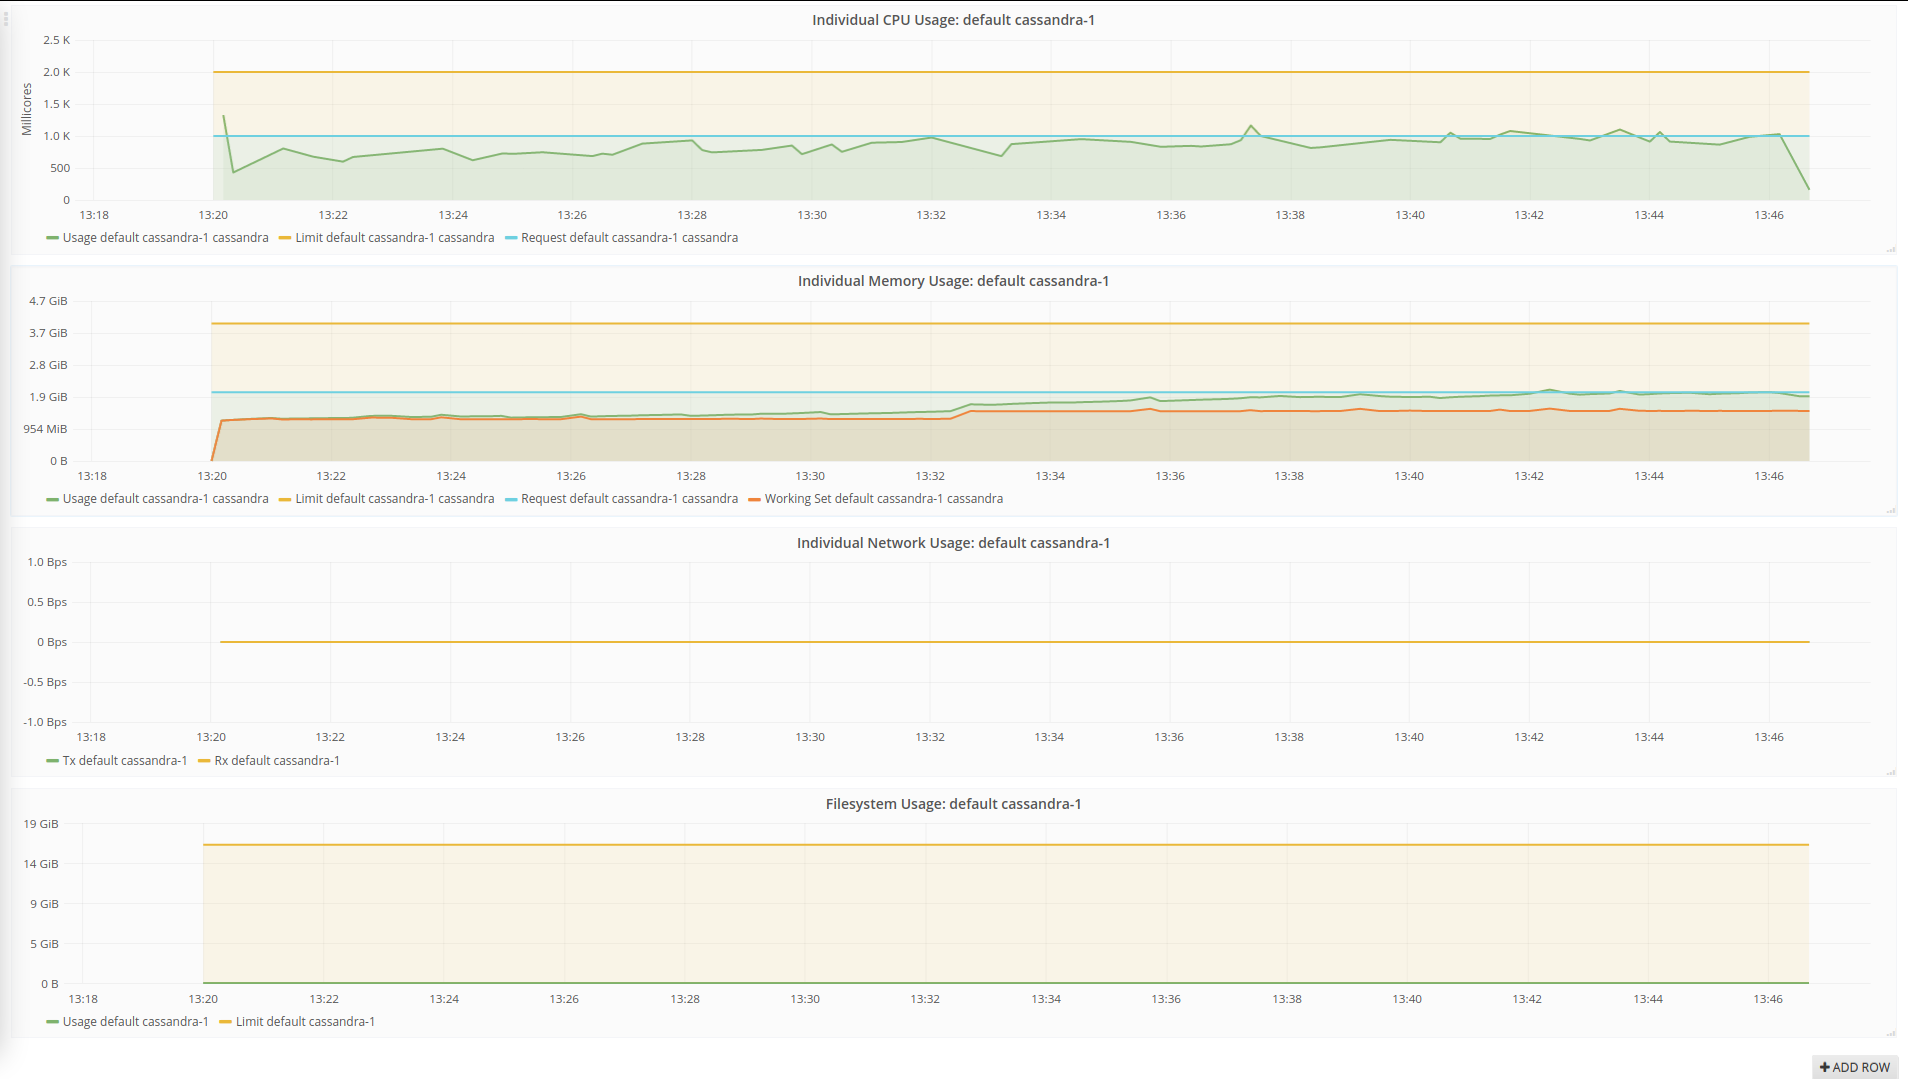 Individual CPU Usage: default cassandra-1
Millicores
2.5 K
2.0 K
1.5 K
1.0 K
500
0
13:18 13:20 13:22 13:24 13:26 13:28 13:30 13:32 13:34 13:36 13:38 13:40 13:42 13:44 13:46
Usage default cassandra-1 cassandra Limit default cassandra-1 cassandra Request default cassandra-1 cassandra
Individual Memory Usage: default cassandra-1
4.7 GiB
3.7 GiB
2.8 GiB
1.9 GiB
954 MiB
0 B
13:18 13:20 13:22 13:24 13:26 13:28 13:30 13:32 13:34 13:36 13:38 13:40 13:42 13:44 13:46
Usage default cassandra-1 cassandra Limit default cassandra-1 cassandra Request default cassandra-1 cassandra Working Set default cassandra-1 cassandra
Individual Network Usage: default cassandra-1
1.0 Bps
0.5 Bps
0 Bps
-0.5 Bps
-1.0 Bps
13:18 13:20 13:22 13:24 13:26 13:28 13:30 13:32 13:34 13:36 13:38 13:40 13:42 13:44 13:46
Tx default cassandra-1 Rx default cassandra-1
Filesystem Usage: default cassandra-1
19 GiB
14 GiB
9 GiB
5 GiB
0 B
13:18 13:20 13:22 13:24 13:26 13:28 13:30 13:32 13:34 13:36 13:38 13:40 13:42 13:44 13:46
Usage default cassandra-1 Limit default cassandra-1
+ ADD ROW